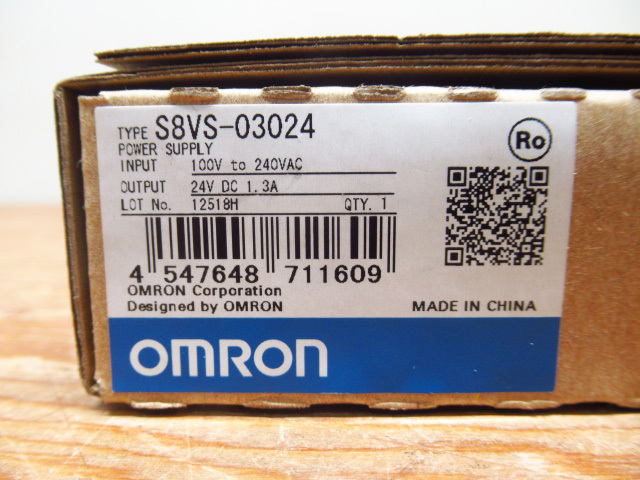 TYPE S8VS-03024
POWER SUPPLY
INPUT 100V to 240VAC
OUTPUT 24V DC 1.3A
LOT No. 12518H QTY. 1
4 547648 711609
OMRON Corporation
Designed by OMRON
MADE IN CHINA
Ro
OMRON